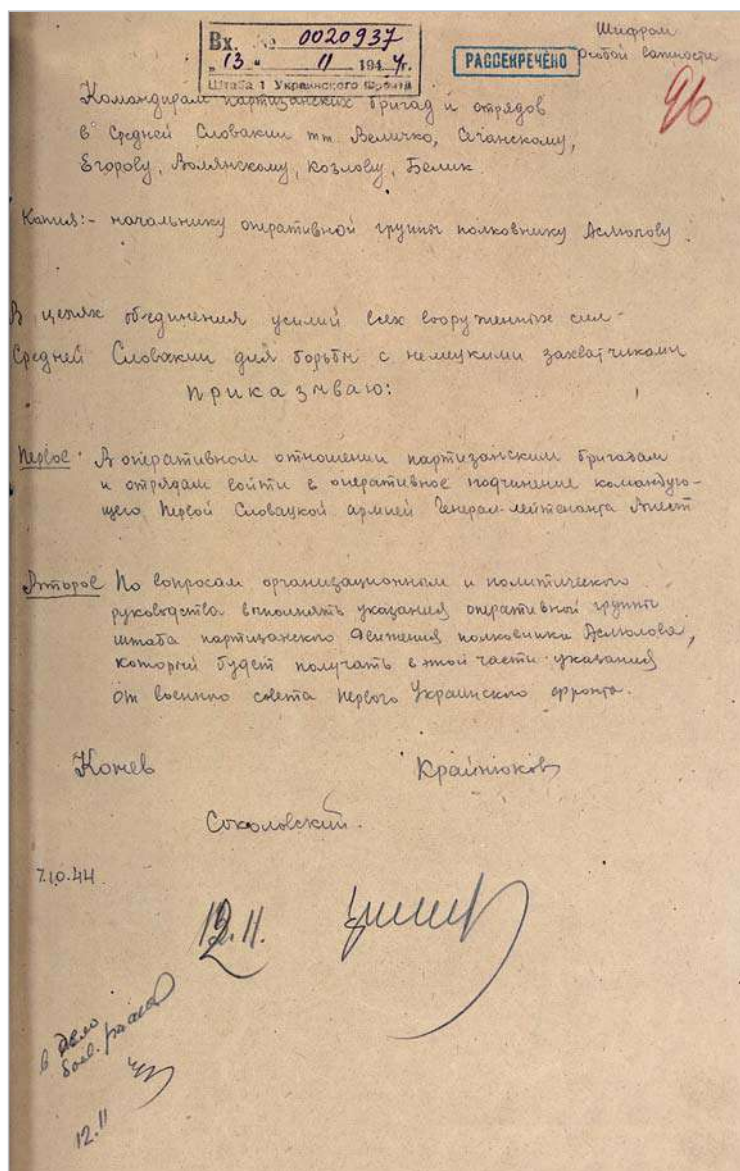 Вх. № 0020937
„13" 11 1944г.
Штаба 1 Украинского фронта
РАССЕКРЕЧЕНО
Шифром
Особой важности
96
Командирам партизанских бригад и отрядов
в Средней Словакии тт. Величко,
Егорову, Волянскому, Козлову, Белик.
Копия:- начальнику оперативной группы полковнику Асмолову.
В целях объединения усилий всех вооруженных сил-
Средней Словакии для борьбы с немецкими захватчиками
приказываю:
Первое. В оперативном отношении партизанским бригадам
и отрядам войти в оперативное подчинение командую-
щего Первой Словацкой армией Генерал-лейтенанта
Второе По вопросам организационным и политического
руководства выполнять указания оперативной группы
штаба партизанского движения полковника Асмолова,
который будет получать в этой части указания
от военного совета Первого Украинского фронта.
Конев Крайнюков
Соколовский.
7.10.44
12.11.
в дело
12.11